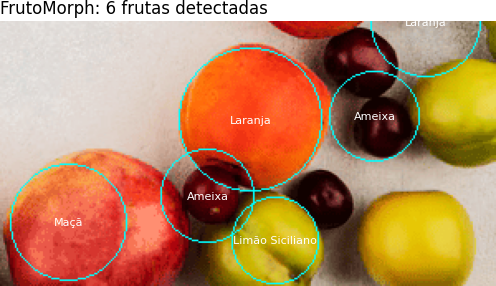 FrutoMorph: 6 frutas detectadas
Laranja
Ameixa
Laranja
Ameixa
Maçã
Limão Siciliano